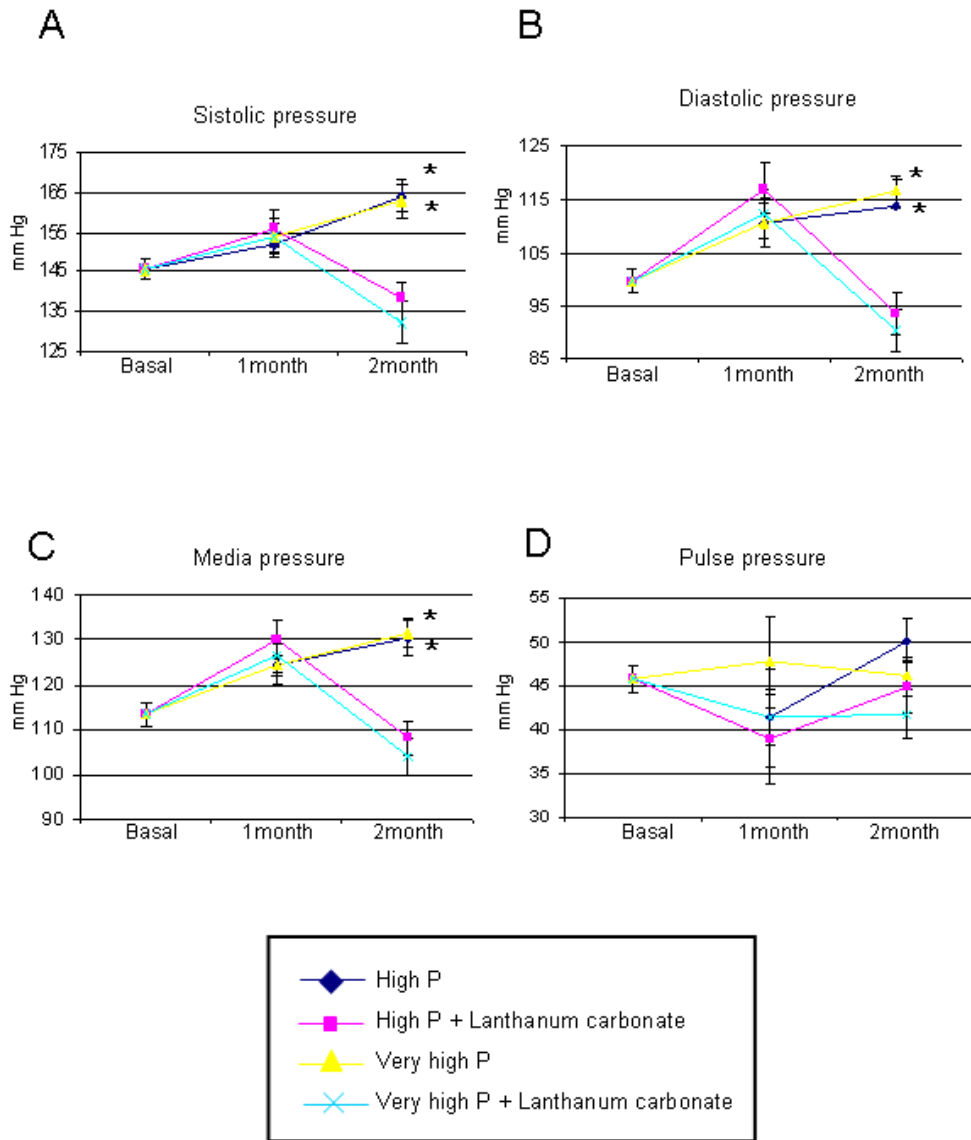 A
Sistolic pressure
175
165
155
145
135
125
mm Hg
*
*
Basal 1month 2month
B
Diastolic pressure
125
115
105
95
85
mm Hg
*
*
Basal 1month 2month
C
Media pressure
140
130
120
110
100
90
mm Hg
*
*
Basal 1month 2month
D
Pulse pressure
55
50
45
40
35
30
mm Hg
Basal 1month 2month
High P
High P + Lanthanum carbonate
Very high P
Very high P + Lanthanum carbonate